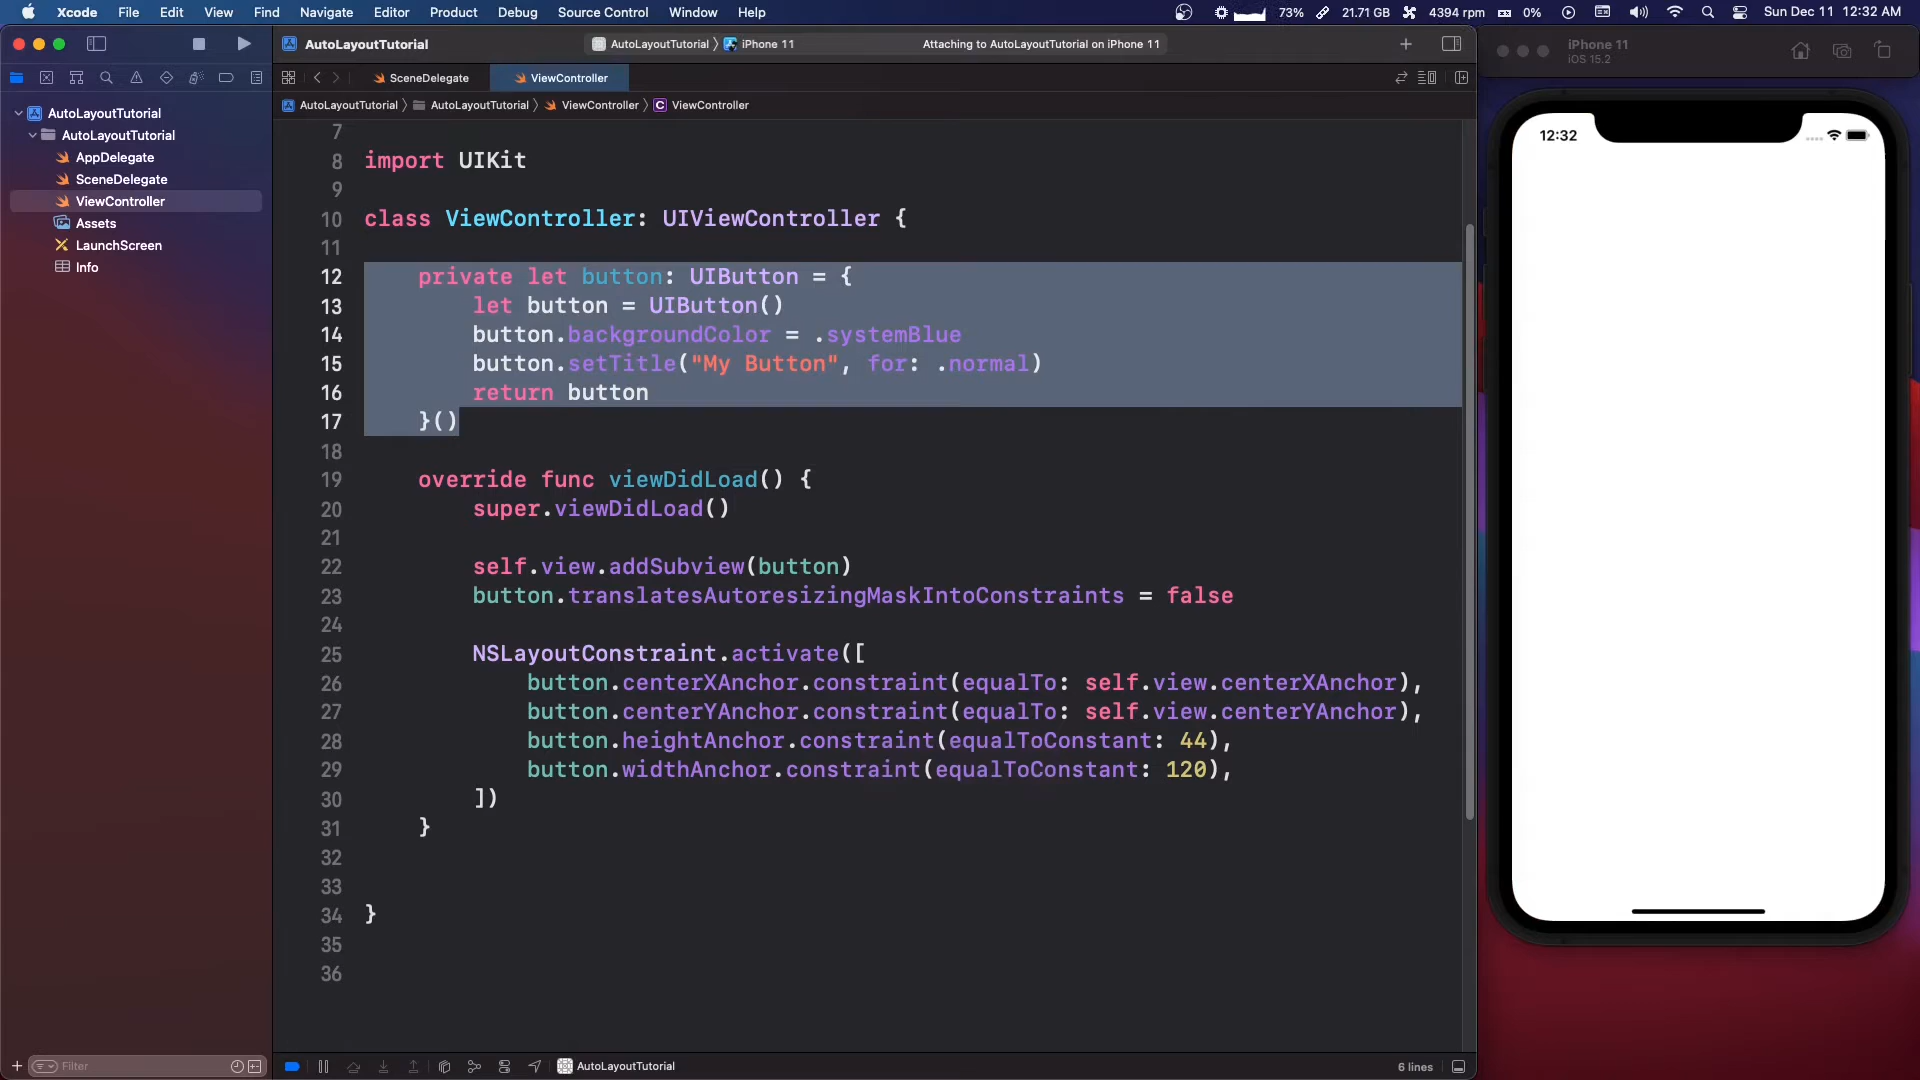 Xcode File Edit View Find Navigate Editor Product Debug Source Control Window Help 73% 21.71 GB 4394 rpm 0% Sun Dec 11 12:32 AM
AutoLayoutTutorial AutoLayoutTutorial 〉 iPhone 11 Attaching to AutoLayoutTutorial on iPhone 11
iPhone 11
iOS 15.2
SceneDelegate ViewController
AutoLayoutTutorial 〉 AutoLayoutTutorial 〉 ViewController 〉 C ViewController
AutoLayoutTutorial
AutoLayoutTutorial
AppDelegate
SceneDelegate
ViewController
Assets
LaunchScreen
Info
7
8 import UIKit
9
10 class ViewController: UIViewController {
11
12 private let button: UIButton = {
13 let button = UIButton()
14 button.backgroundColor = .systemBlue
15 button.setTitle("My Button", for: .normal)
16 return button
17 }()
18
19 override func viewDidLoad() {
20 super.viewDidLoad()
21
22 self.view.addSubview(button)
23 button.translatesAutoresizingMaskIntoConstraints = false
24
25 NSLayoutConstraint.activate([
26 button.centerXAnchor.constraint(equalTo: self.view.centerXAnchor),
27 button.centerYAnchor.constraint(equalTo: self.view.centerYAnchor),
28 button.heightAnchor.constraint(equalToConstant: 44),
29 button.widthAnchor.constraint(equalToConstant: 120),
30 ])
31 }
32
33
34 }
35
36
12:32
Filter
AutoLayoutTutorial
6 lines